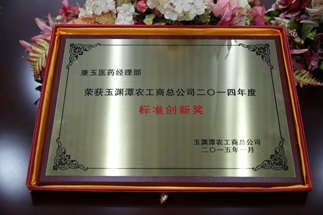 康玉医药经理部
荣获玉渊潭农工商总公司二〇一四年度
标准创新奖
玉渊潭农工商总公司
二〇一五年一月